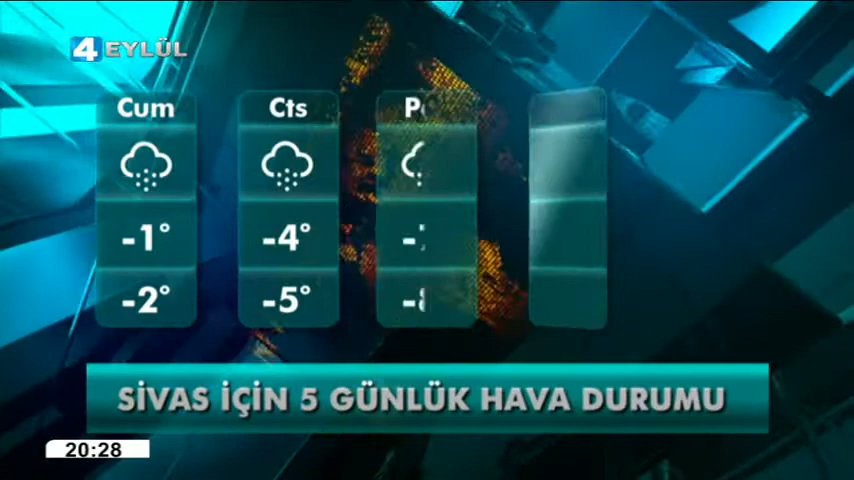 4 EYLÜL
Cum Cts
-1° -4°
-2° -5°
SİVAS İÇİN 5 GÜNLÜK HAVA DURUMU
20:28